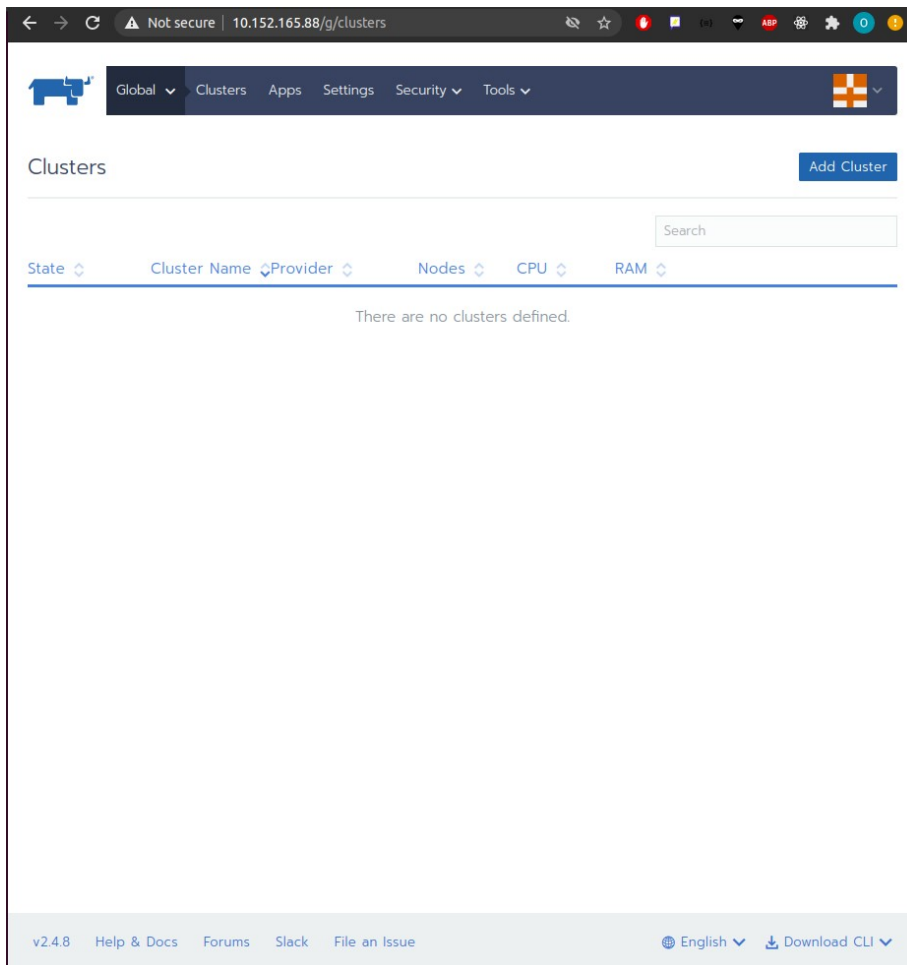 Not secure | 10.152.165.88/g/clusters
ABP
O
Global Clusters Apps Settings Security Tools
Clusters
Add Cluster
Search
State Cluster Name Provider Nodes CPU RAM
There are no clusters defined.
v2.4.8 Help & Docs Forums Slack File an Issue English Download CLI